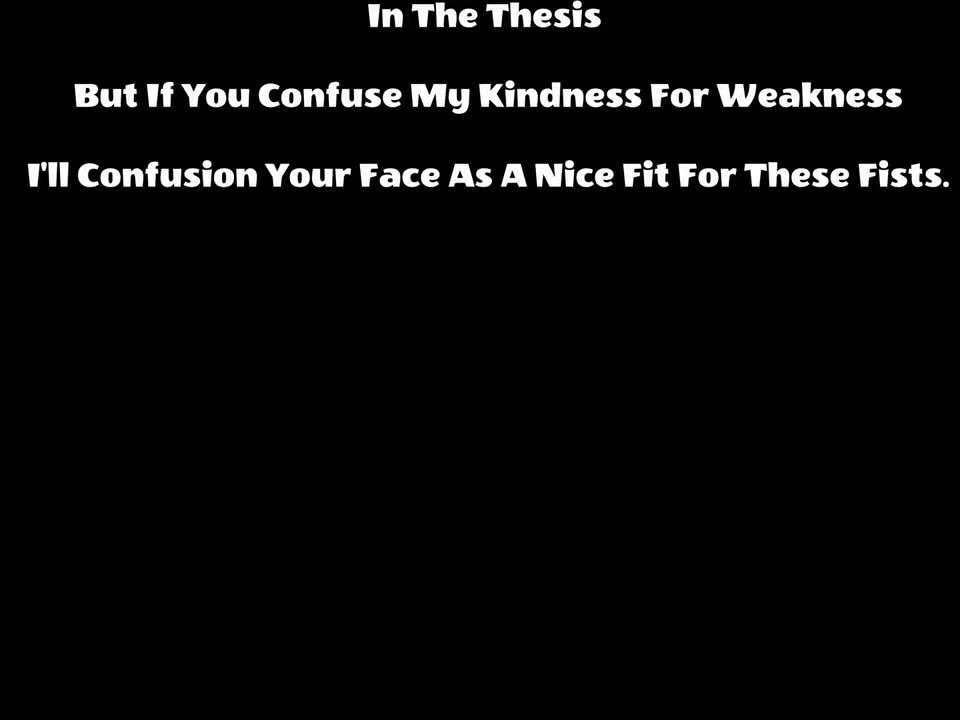 In The Thesis
But If You Confuse My Kindness For Weakness
I'll Confusion Your Face As A Nice Fit For These Fists.